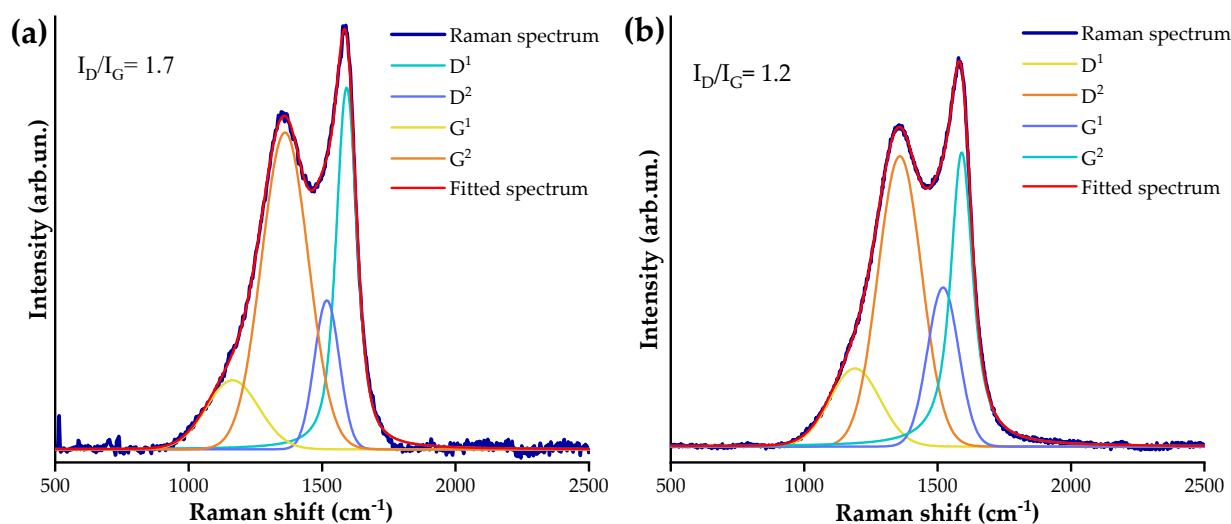 (a)
I_D/I_G= 1.7
Raman spectrum
D¹
D²
G¹
G²
Fitted spectrum
Intensity (arb.un.)
500 1000 1500 2000 2500
Raman shift (cm⁻¹)
(b)
I_D/I_G= 1.2
Raman spectrum
D¹
D²
G¹
G²
Fitted spectrum
Intensity (arb.un.)
500 1000 1500 2000 2500
Raman shift (cm⁻¹)